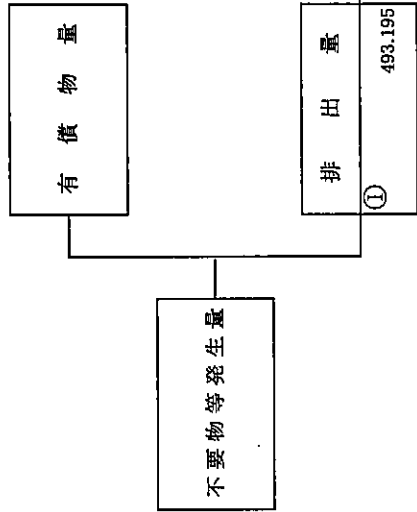 不要物等発生量
有償物量
排出量
①
493.195